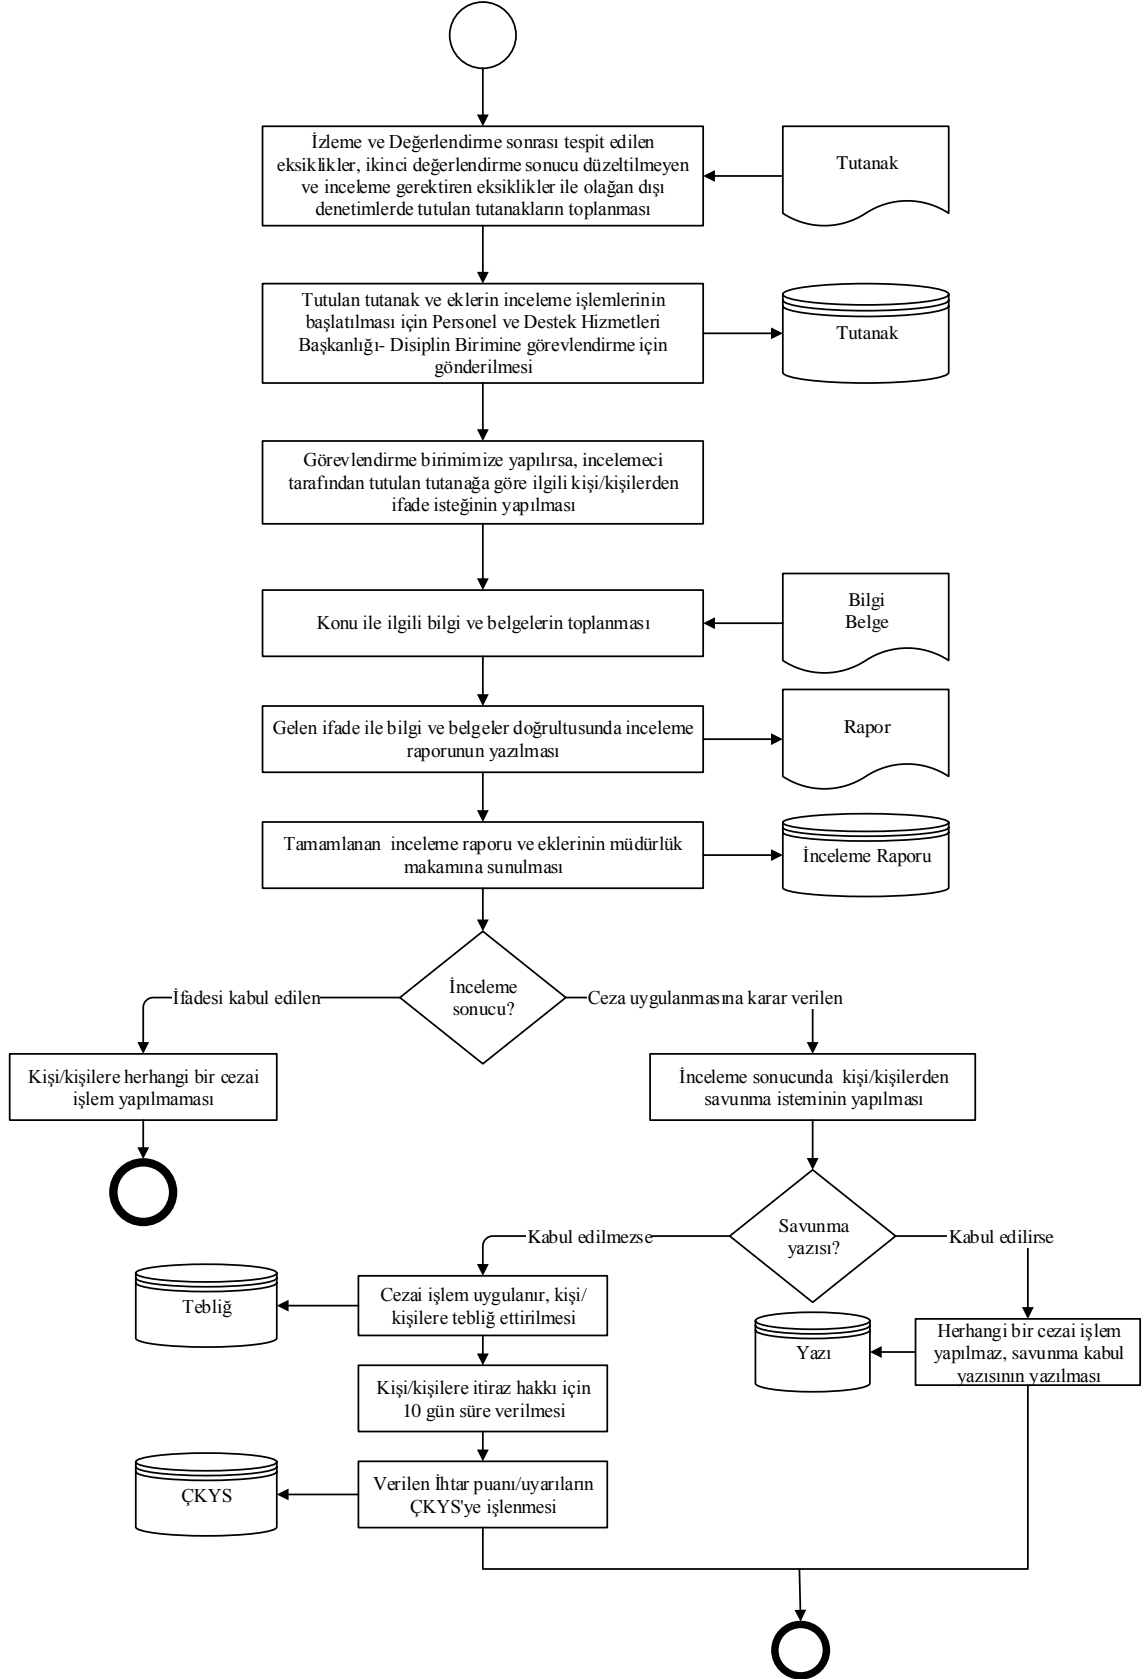 İzleme ve Değerlendirme sonrası tespit edilen
eksiklikler, ikinci değerlendirme sonucu düzeltilmeyen
ve inceleme gerektiren eksiklikler ile olağan dışı
denetimlerde tutulan tutanakların toplanması
Tutanak
Tutulan tutanak ve eklerin inceleme işlemlerinin
başlatılması için Personel ve Destek Hizmetleri
Başkanlığı- Disiplin Birimine görevlendirme için
gönderilmesi
Tutanak
Görevlendirme birimimize yapılırsa, incelemeci
tarafından tutulan tutanağa göre ilgili kişi/kişilerden
ifade isteğinin yapılması
Konu ile ilgili bilgi ve belgelerin toplanması
Bilgi
Belge
Gelen ifade ile bilgi ve belgeler doğrultusunda inceleme
raporunun yazılması
Rapor
Tamamlanan  inceleme raporu ve eklerinin müdürlük
makamına sunulması
İnceleme Raporu
İnceleme
sonucu?
İfadesi kabul edilen
Ceza uygulanmasına karar verilen
Kişi/kişilere herhangi bir cezai
işlem yapılmaması
İnceleme sonucunda  kişi/kişilerden
savunma isteminin yapılması
Savunma
yazısı?
Kabul edilmezse
Kabul edilirse
Tebliğ
Cezai işlem uygulanır, kişi/
kişilere tebliğ ettirilmesi
Yazı
Herhangi bir cezai işlem
yapılmaz, savunma kabul
yazısının yazılması
Kişi/kişilere itiraz hakkı için
10 gün süre verilmesi
ÇKYS
Verilen İhtar puanı/uyarıların
ÇKYS'ye işlenmesi